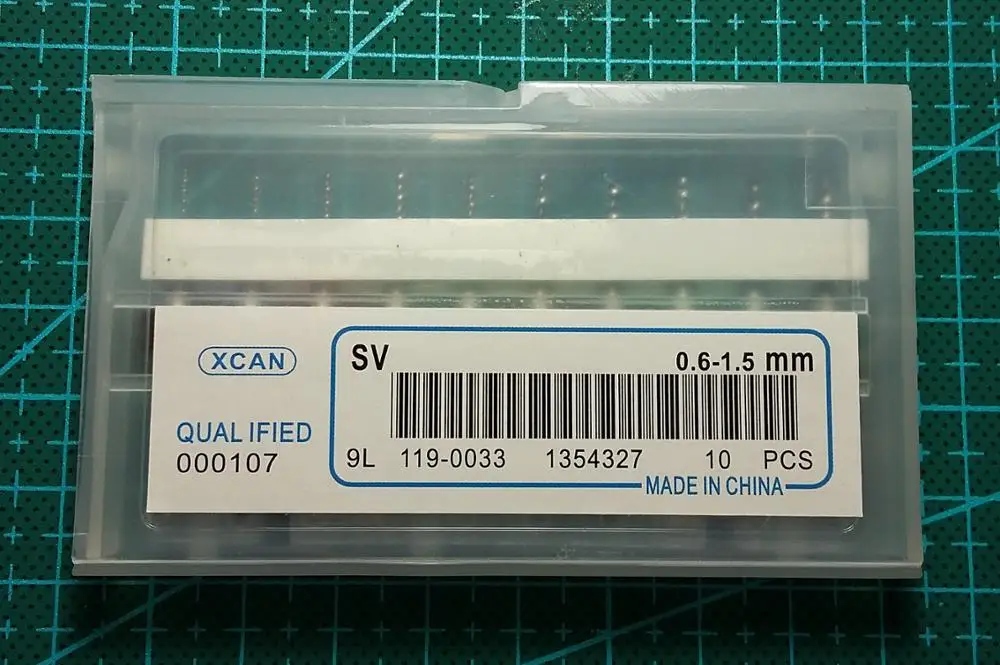 XCAN
QUAL IFIED
000107
SV 0.6-1.5 mm
9L 119-0033 1354327 10 PCS
MADE IN CHINA